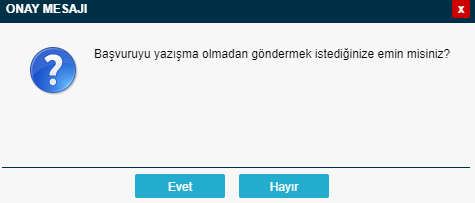 ONAY MESAJI
x
Başvuruyu yazışma olmadan göndermek istediğinize emin misiniz?
?
Evet
Hayır